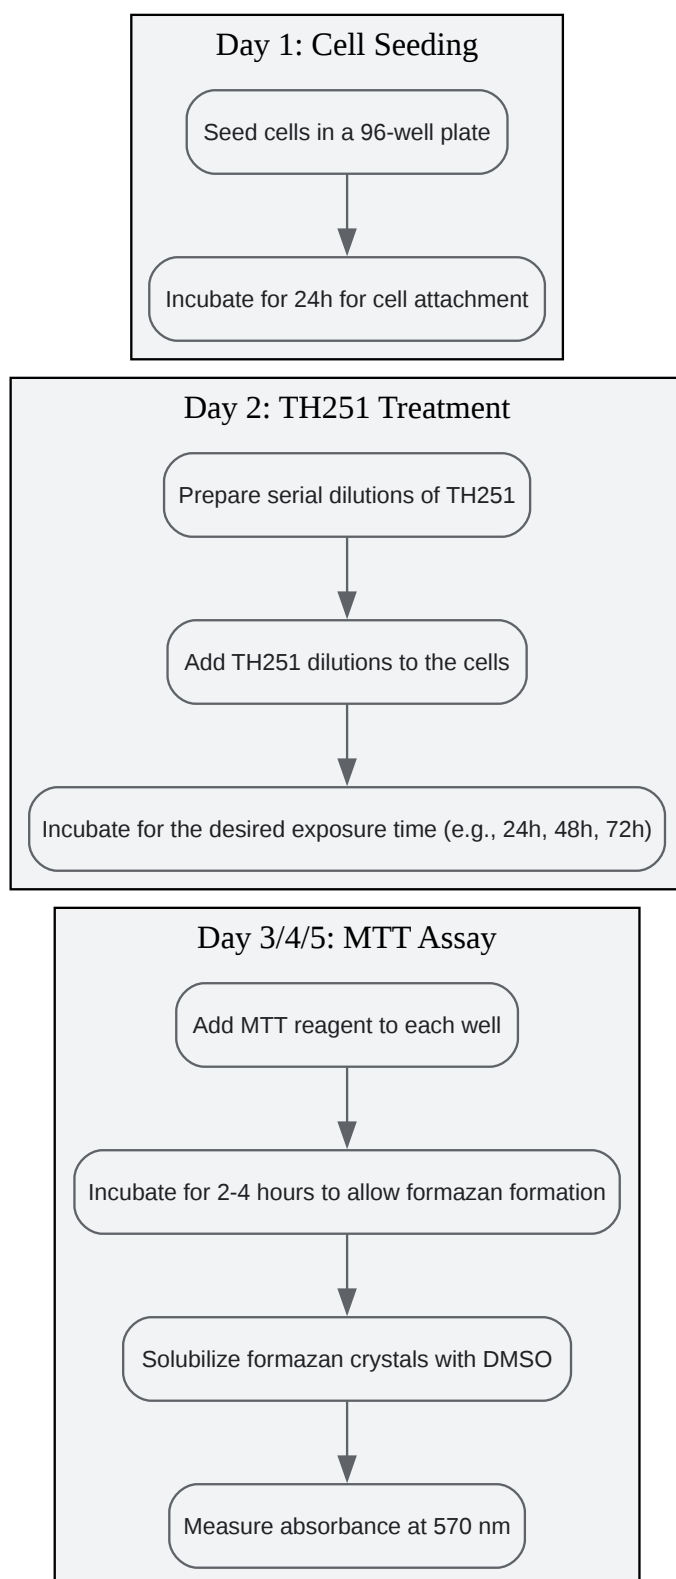 Day 1: Cell Seeding
Seed cells in a 96-well plate
Incubate for 24h for cell attachment
Day 2: TH251 Treatment
Prepare serial dilutions of TH251
Add TH251 dilutions to the cells
Incubate for the desired exposure time (e.g., 24h, 48h, 72h)
Day 3/4/5: MTT Assay
Add MTT reagent to each well
Incubate for 2-4 hours to allow formazan formation
Solubilize formazan crystals with DMSO
Measure absorbance at 570 nm